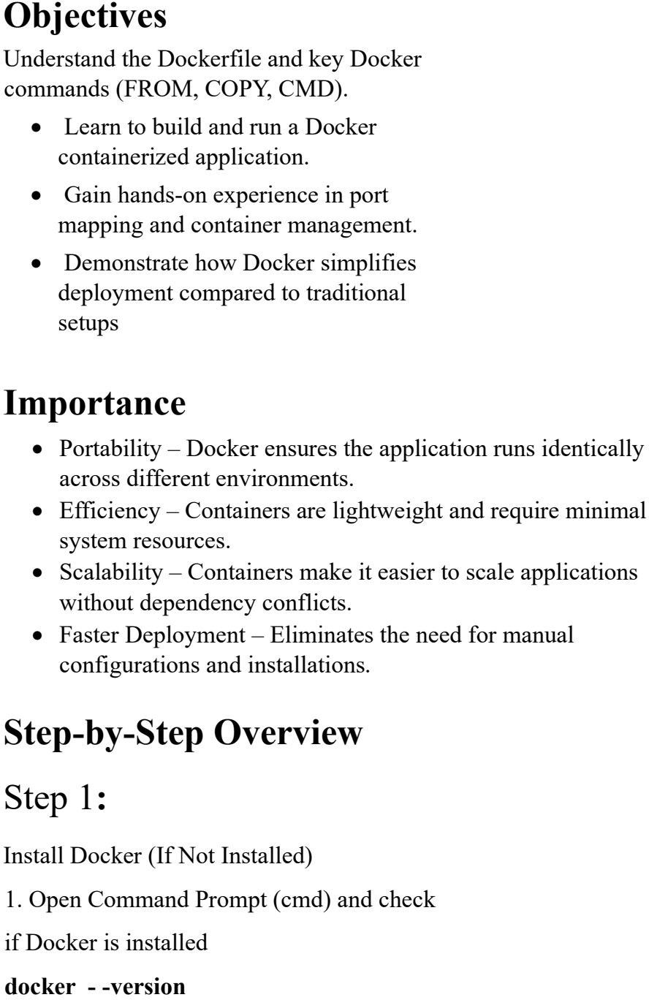 Objectives
Understand the Dockerfile and key Docker
commands (FROM, COPY, CMD).
• Learn to build and run a Docker
containerized application.
• Gain hands-on experience in port
mapping and container management.
• Demonstrate how Docker simplifies
deployment compared to traditional
setups
Importance
• Portability – Docker ensures the application runs identically
across different environments.
• Efficiency – Containers are lightweight and require minimal
system resources.
• Scalability – Containers make it easier to scale applications
without dependency conflicts.
• Faster Deployment – Eliminates the need for manual
configurations and installations.
Step-by-Step Overview
Step 1:
Install Docker (If Not Installed)
1. Open Command Prompt (cmd) and check
if Docker is installed
docker - -version